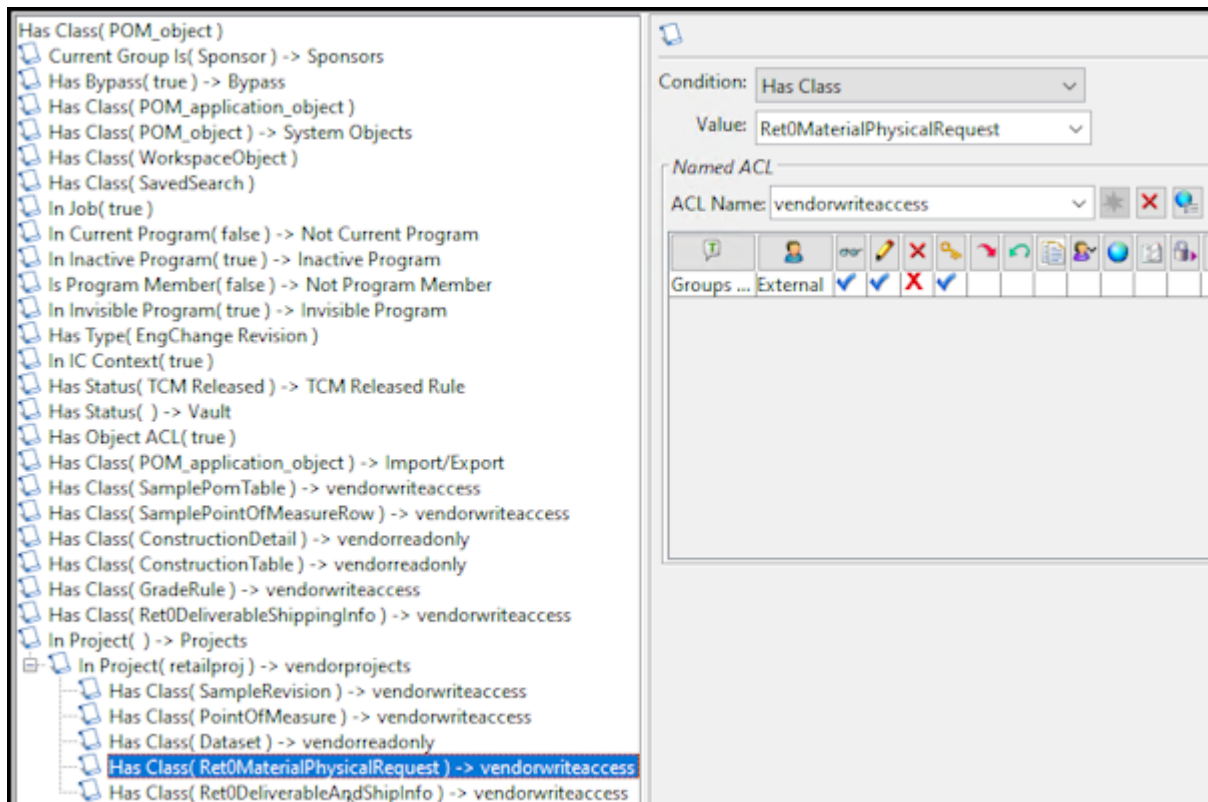 Has Class( POM_object )
Current Group Is( Sponsor ) -> Sponsors
Has Bypass( true ) -> Bypass
Has Class( POM_application_object )
Has Class( POM_object ) -> System Objects
Has Class( WorkspaceObject )
Has Class( SavedSearch )
In Job( true )
In Current Program( false ) -> Not Current Program
In Inactive Program( true ) -> Inactive Program
Is Program Member( false ) -> Not Program Member
In Invisible Program( true ) -> Invisible Program
Has Type( EngChange Revision )
In IC Context( true )
Has Status( TCM Released ) -> TCM Released Rule
Has Status( ) -> Vault
Has Object ACL( true )
Has Class( POM_application_object ) -> Import/Export
Has Class( SamplePomTable ) -> vendorwriteaccess
Has Class( SamplePointOfMeasureRow ) -> vendorwriteaccess
Has Class( ConstructionDetail ) -> vendorreadonly
Has Class( ConstructionTable ) -> vendorreadonly
Has Class( GradeRule ) -> vendorwriteaccess
Has Class( Ret0DeliverableShippingInfo ) -> vendorwriteaccess
In Project( ) -> Projects
In Project( retailproj ) -> vendorprojects
Has Class( SampleRevision ) -> vendorwriteaccess
Has Class( PointOfMeasure ) -> vendorwriteaccess
Has Class( Dataset ) -> vendorreadonly
Has Class( Ret0MaterialPhysicalRequest ) -> vendorwriteaccess
Has Class( Ret0DeliverableAndShipInfo ) -> vendorwriteaccess
Condition: Has Class
Value: Ret0MaterialPhysicalRequest
Named ACL
ACL Name: vendorwriteaccess
Groups ... External